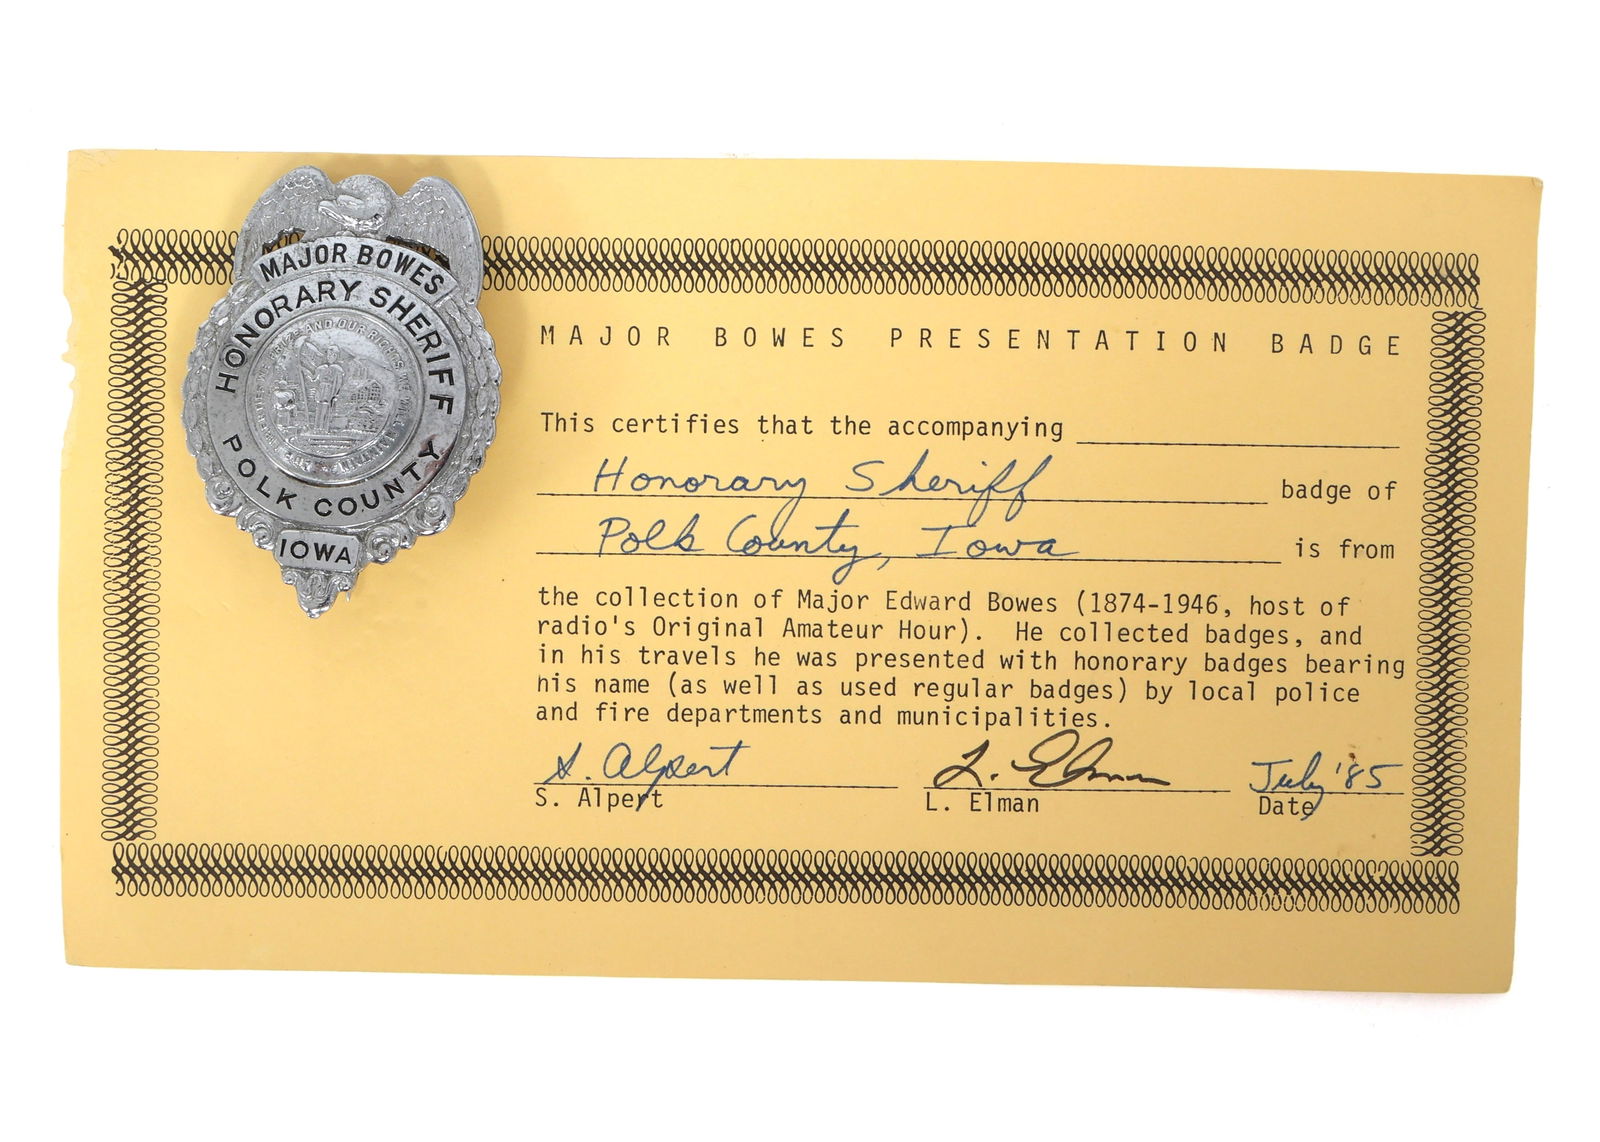 MAJOR BOWES
HONORARY SHERIFF
POLK COUNTY
IOWA
MAJOR BOWES PRESENTATION BADGE
This certifies that the accompanying
Honorary Sheriff badge of
Polk County, Iowa is from
the collection of Major Edward Bowes (1874-1946, host of
radio's Original Amateur Hour). He collected badges, and
in his travels he was presented with honorary badges bearing
his name (as well as used regular badges) by local police
and fire departments and municipalities.
S. Alpert L. Elman July '85
S. Alpert L. Elman Date